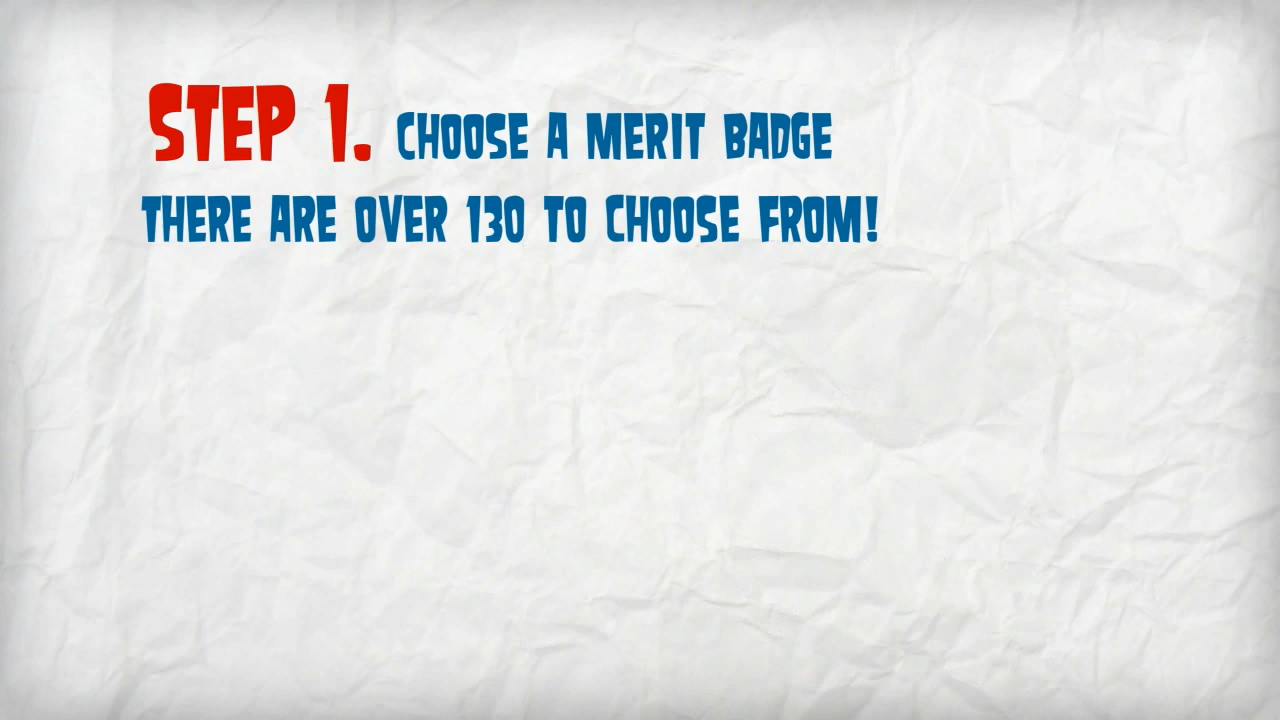 STEP 1. CHOOSE A MERIT BADGE
THERE ARE OVER 130 TO CHOOSE FROM!